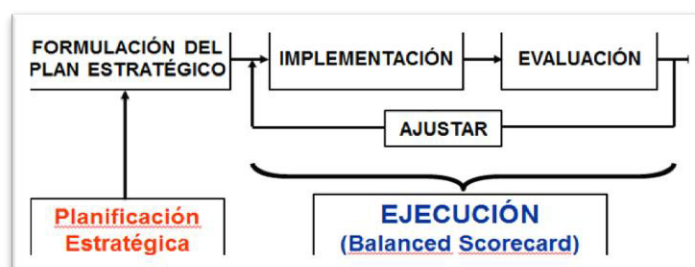 FORMULACIÓN DEL
PLAN ESTRATÉGICO
IMPLEMENTACIÓN
EVALUACIÓN
AJUSTAR
Planificación
Estratégica
EJECUCIÓN
(Balanced Scorecard)